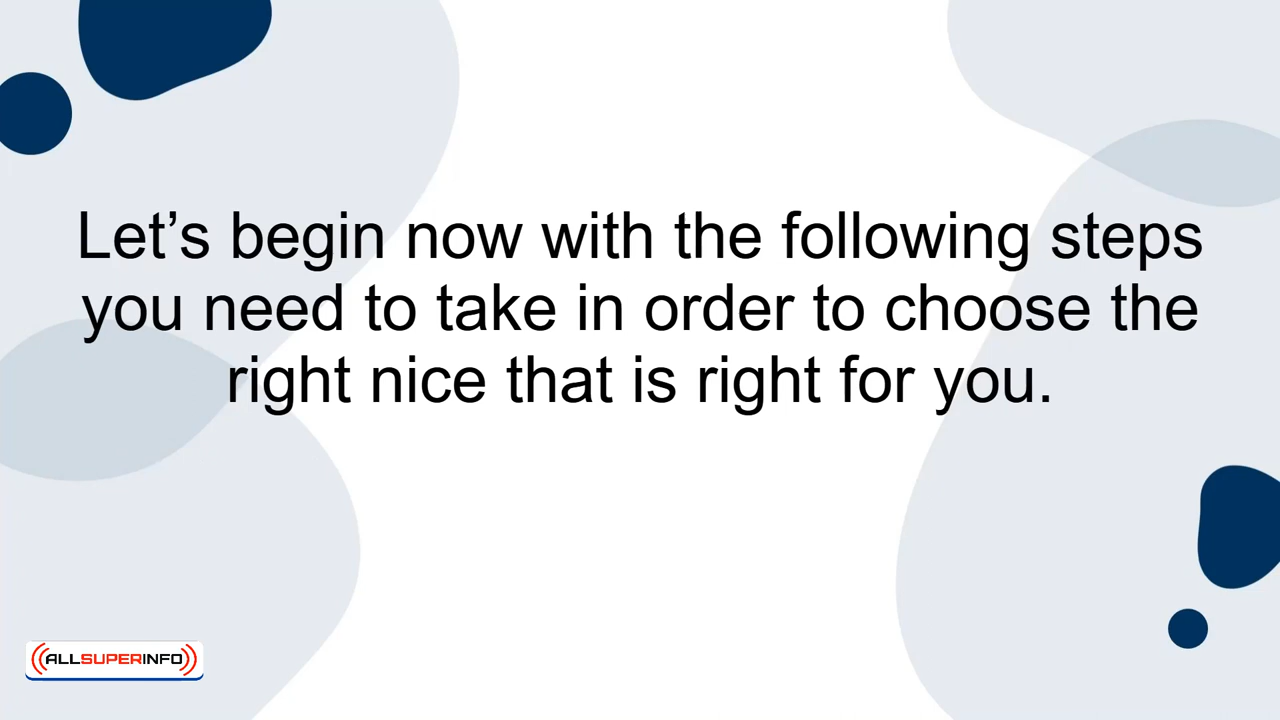 Let’s begin now with the following steps
you need to take in order to choose the
right nice that is right for you.
ALLSUPERINFO